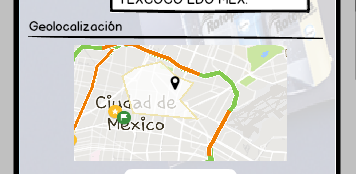 TEXCOCO EDO MEX.
Geolocalización
Ciudad de
México